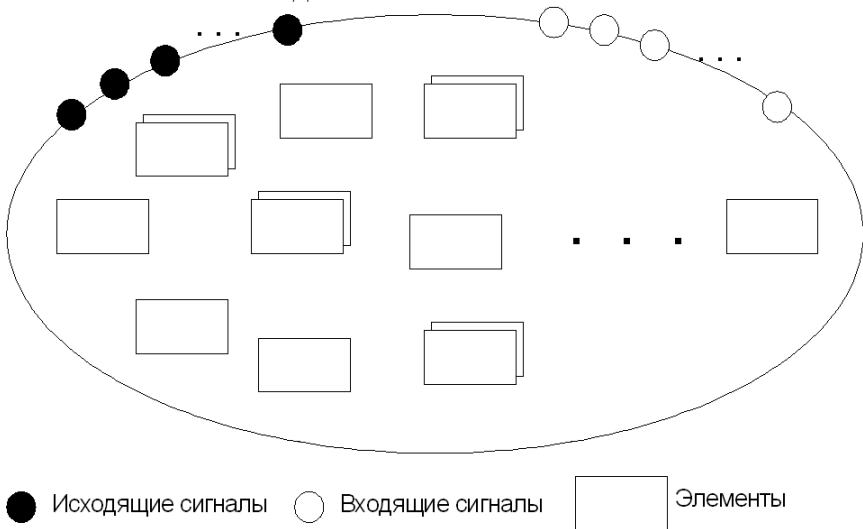 Исходящие сигналы
Входящие сигналы
Элементы